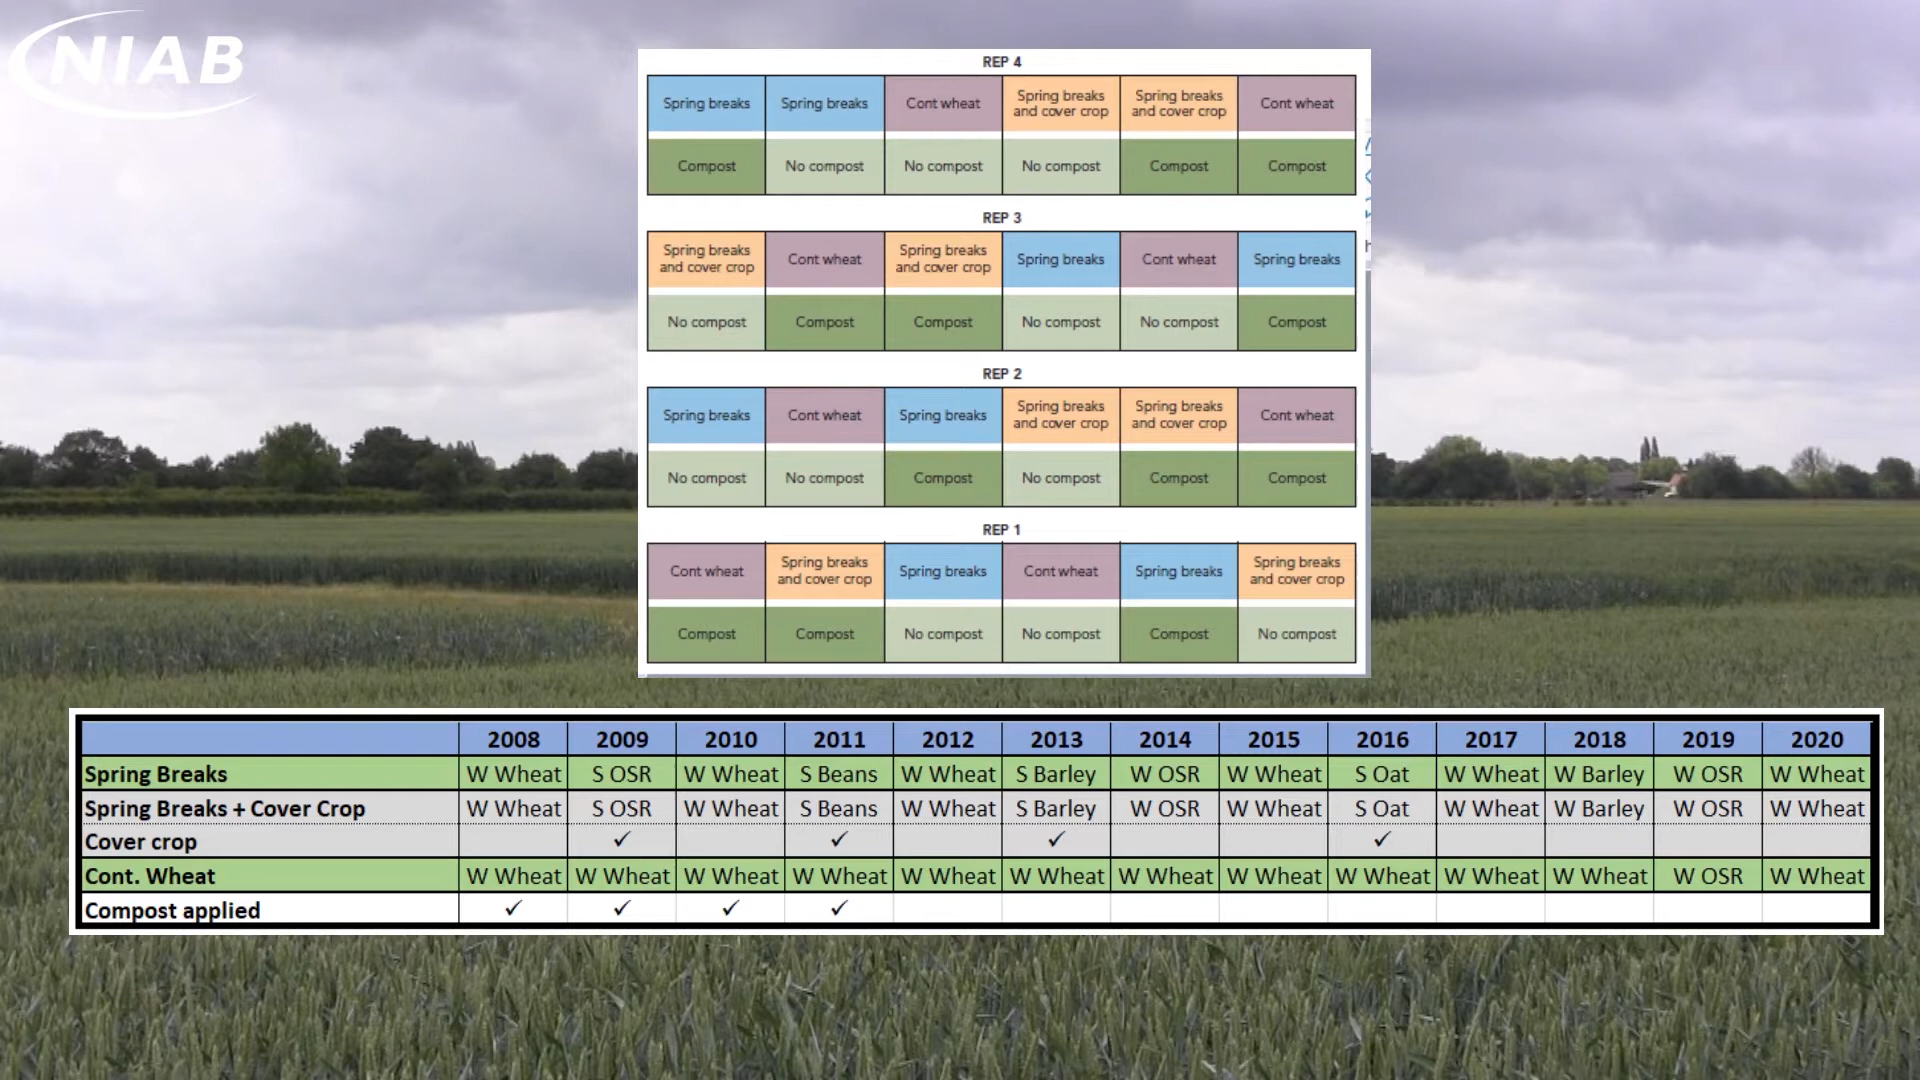 NIAB
REP 4
Spring breaks Spring breaks Cont wheat Spring breaks and cover crop Spring breaks and cover crop Cont wheat
Compost No compost No compost No compost Compost Compost
REP 3
Spring breaks and cover crop Cont wheat Spring breaks and cover crop Spring breaks Cont wheat Spring breaks
No compost Compost Compost No compost No compost Compost
REP 2
Spring breaks Cont wheat Spring breaks Spring breaks and cover crop Spring breaks and cover crop Cont wheat
No compost No compost Compost No compost Compost Compost
REP 1
Cont wheat Spring breaks and cover crop Spring breaks Cont wheat Spring breaks Spring breaks and cover crop
Compost Compost No compost No compost Compost No compost
2008 2009 2010 2011 2012 2013 2014 2015 2016 2017 2018 2019 2020
Spring Breaks W Wheat S OSR W Wheat S Beans W Wheat S Barley W OSR W Wheat S Oat W Wheat W Barley W OSR W Wheat
Spring Breaks + Cover Crop W Wheat S OSR W Wheat S Beans W Wheat S Barley W OSR W Wheat S Oat W Wheat W Barley W OSR W Wheat
Cover crop ✓ ✓ ✓ ✓
Cont. Wheat W Wheat W Wheat W Wheat W Wheat W Wheat W Wheat W Wheat W Wheat W Wheat W Wheat W Wheat W OSR W Wheat
Compost applied ✓ ✓ ✓ ✓